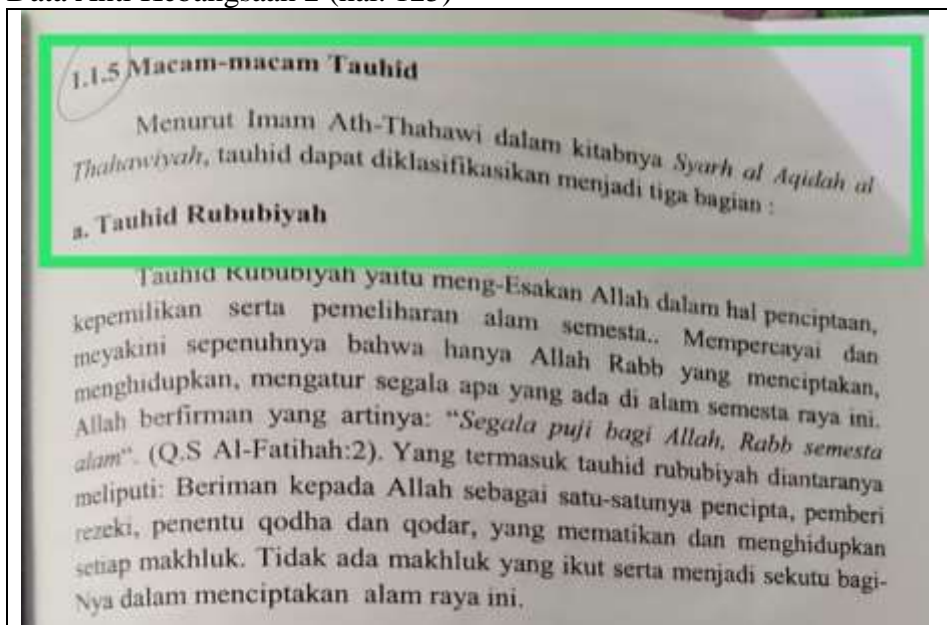 1.1.5 Macam-macam Tauhid
Menurut Imam Ath-Thahawi dalam kitabnya Syarh al Aqidah al
Thahawiyah, tauhid dapat diklasifikasikan menjadi tiga bagian :
a. Tauhid Rububiyah
Tauhid Rububiyah yaitu meng-Esakan Allah dalam hal penciptaan,
kepemilikan serta pemeliharan alam semesta.. Mempercayai dan
meyakini sepenuhnya bahwa hanya Allah Rabb yang menciptakan,
menghidupkan, mengatur segala apa yang ada di alam semesta raya ini.
Allah berfirman yang artinya: “Segala puji bagi Allah, Rabb semesta
alam“. (Q.S Al-Fatihah:2). Yang termasuk tauhid rububiyah diantaranya
meliputi: Beriman kepada Allah sebagai satu-satunya pencipta, pemberi
rezeki, penentu qodha dan qodar, yang mematikan dan menghidupkan
setiap makhluk. Tidak ada makhluk yang ikut serta menjadi sekutu bagi-
Nya dalam menciptakan alam raya ini.